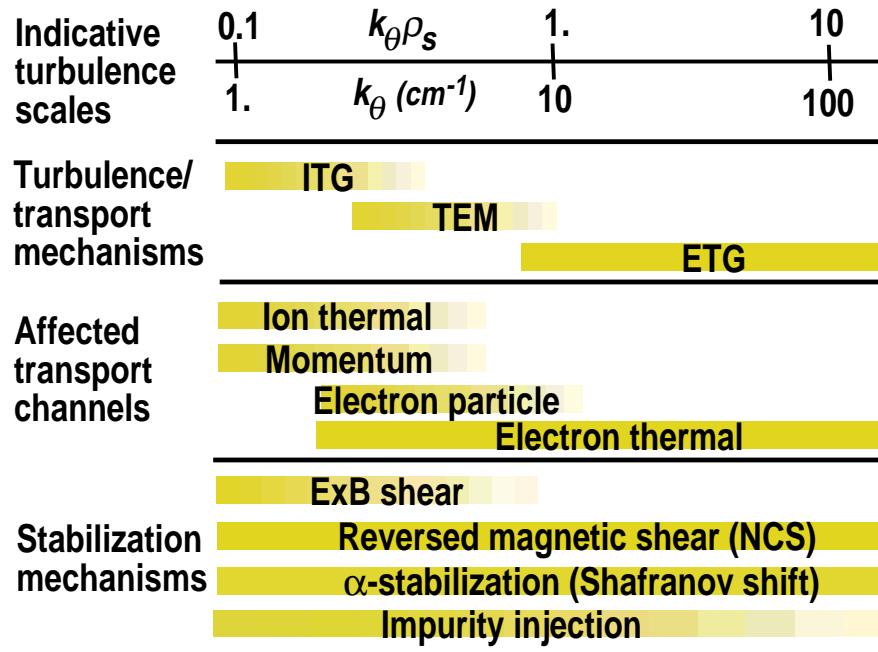 Indicative
turbulence
scales
0.1 kθρs 1. 10
1. kθ (cm-1) 10 100
Turbulence/
transport
mechanisms
ITG
TEM
ETG
Affected
transport
channels
Ion thermal
Momentum
Electron particle
Electron thermal
Stabilization
mechanisms
ExB shear
Reversed magnetic shear (NCS)
α-stabilization (Shafranov shift)
Impurity injection